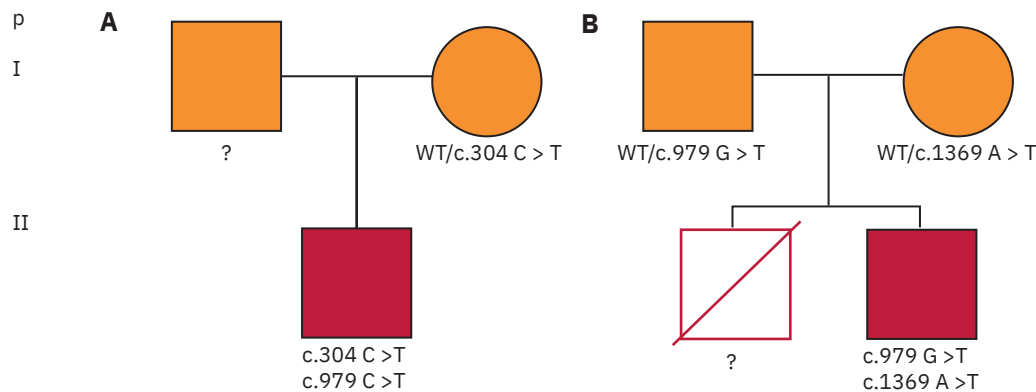 p
A
B
I
?
WT/c.304 C > T
WT/c.979 G > T
WT/c.1369 A > T
II
c.304 C >T
c.979 C >T
?
c.979 G >T
c.1369 A >T